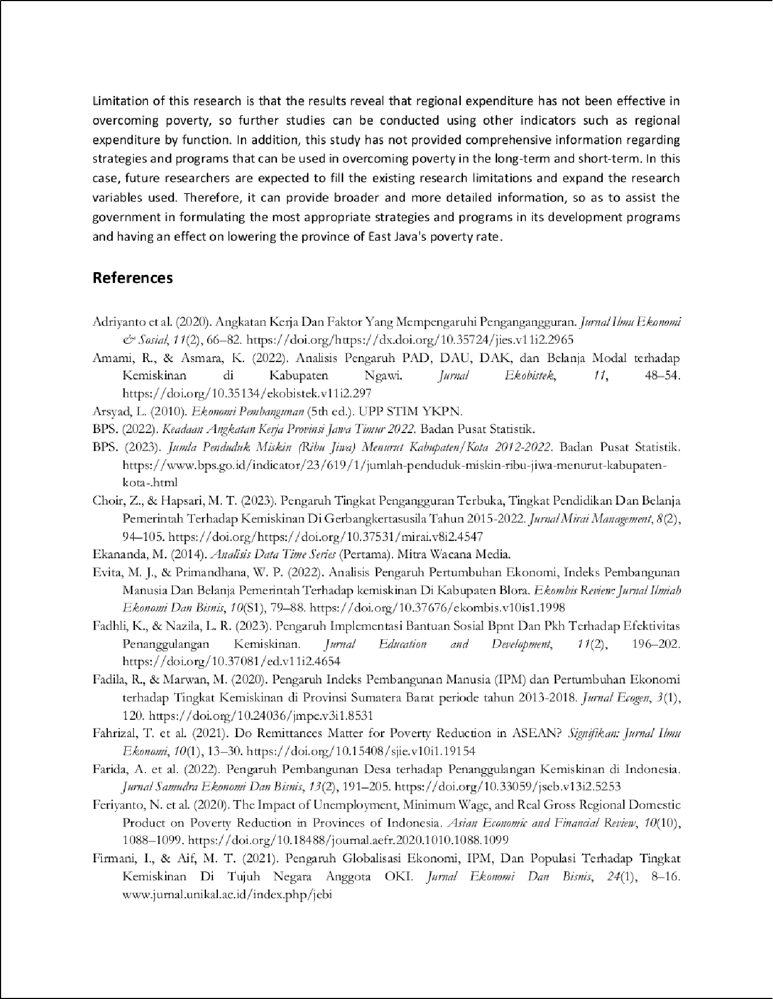 Limitation of this research is that the results reveal that regional expenditure has not been effective in
overcoming poverty, so further studies can be conducted using other indicators such as regional
expenditure by function. In addition, this study has not provided comprehensive information regarding
strategies and programs that can be used in overcoming poverty in the long-term and short-term. In this
case, future researchers are expected to fill the existing research limitations and expand the research
variables used. Therefore, it can provide broader and more detailed information, so as to assist the
government in formulating the most appropriate strategies and programs in its development programs
and having an effect on lowering the province of East Java's poverty rate.
References
Adriyanto et al. (2020). Angkatan Kerja Dan Faktor Yang Mempengaruhi Pengangangguran. Jurnal Ilmu Ekonomi
& Sosial, 11(2), 66–82. https://doi.org/https://dx.doi.org/10.35724/jies.v11i2.2965
Amami, R., & Asmara, K. (2022). Analisis Pengaruh PAD, DAU, DAK, dan Belanja Modal terhadap
Kemiskinan di Kabupaten Ngawi. Jurnal Ekobistek, 11, 48–54.
https://doi.org/10.35134/ekobistek.v11i2.297
Arsyad, L. (2010). Ekonomi Pembangunan (5th ed.). UPP STIM YKPN.
BPS. (2022). Keadaan Angkatan Kerja Provinsi Jawa Timur 2022. Badan Pusat Statistik.
BPS. (2023). Jumla Penduduk Miskin (Ribu Jiwa) Menurut Kabupaten/Kota 2012-2022. Badan Pusat Statistik.
https://www.bps.go.id/indicator/23/619/1/jumlah-penduduk-miskin-ribu-jiwa-menurut-kabupaten-
kota-.html
Choir, Z., & Hapsari, M. T. (2023). Pengaruh Tingkat Pengangguran Terbuka, Tingkat Pendidikan Dan Belanja
Pemerintah Terhadap Kemiskinan Di Gerbangkertasusila Tahun 2015-2022. Jurnal Mirai Management, 8(2),
94–105. https://doi.org/https://doi.org/10.37531/mirai.v8i2.4547
Ekananda, M. (2014). Analisis Data Time Series (Pertama). Mitra Wacana Media.
Evita, M. J., & Primandhana, W. P. (2022). Analisis Pengaruh Pertumbuhan Ekonomi, Indeks Pembangunan
Manusia Dan Belanja Pemerintah Terhadap kemiskinan Di Kabupaten Blora. Ekombis Review: Jurnal Ilmiah
Ekonomi Dan Bisnis, 10(S1), 79–88. https://doi.org/10.37676/ekombis.v10is1.1998
Fadhli, K., & Nazila, L. R. (2023). Pengaruh Implementasi Bantuan Sosial Bpnt Dan Pkh Terhadap Efektivitas
Penanggulangan Kemiskinan. Jurnal Education and Development, 11(2), 196–202.
https://doi.org/10.37081/ed.v11i2.4654
Fadila, R., & Marwan, M. (2020). Pengaruh Indeks Pembangunan Manusia (IPM) dan Pertumbuhan Ekonomi
terhadap Tingkat Kemiskinan di Provinsi Sumatera Barat periode tahun 2013-2018. Jurnal Ecogen, 3(1),
120. https://doi.org/10.24036/jmpe.v3i1.8531
Fahrizal, T. et al. (2021). Do Remittances Matter for Poverty Reduction in ASEAN? Signifikan: Jurnal Ilmu
Ekonomi, 10(1), 13–30. https://doi.org/10.15408/sjie.v10i1.19154
Farida, A. et al. (2022). Pengaruh Pembangunan Desa terhadap Penanggulangan Kemiskinan di Indonesia.
Jurnal Samudra Ekonomi Dan Bisnis, 13(2), 191–205. https://doi.org/10.33059/jseb.v13i2.5253
Feriyanto, N. et al. (2020). The Impact of Unemployment, Minimum Wage, and Real Gross Regional Domestic
Product on Poverty Reduction in Provinces of Indonesia. Asian Economic and Financial Review, 10(10),
1088–1099. https://doi.org/10.18488/journal.aefr.2020.1010.1088.1099
Firmani, I., & Aif, M. T. (2021). Pengaruh Globalisasi Ekonomi, IPM, Dan Populasi Terhadap Tingkat
Kemiskinan Di Tujuh Negara Anggota OKI. Jurnal Ekonomi Dan Bisnis, 24(1), 8–16.
www.jurnal.unikal.ac.id/index.php/jebi